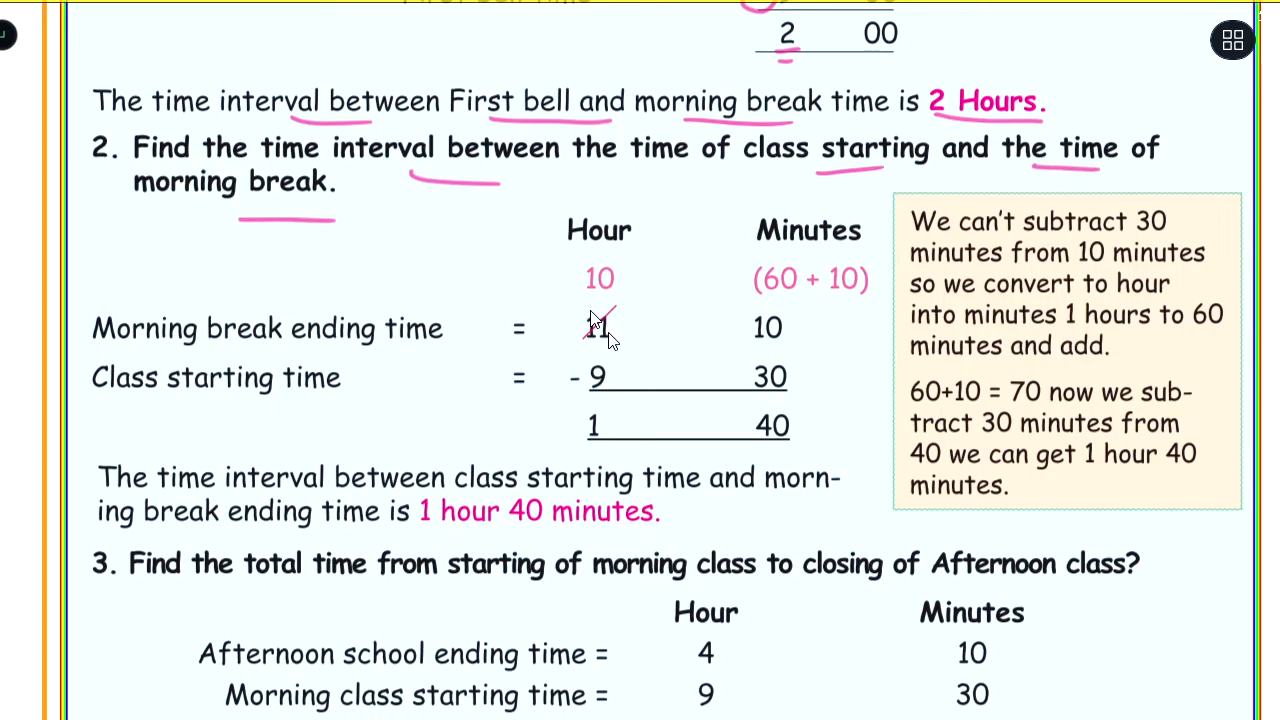 2 00
The time interval between First bell and morning break time is 2 Hours.
2. Find the time interval between the time of class starting and the time of
morning break.
Hour Minutes
10 (60 + 10)
Morning break ending time = 11 10
Class starting time = - 9 30
1 40
We can't subtract 30
minutes from 10 minutes
so we convert to hour
into minutes 1 hours to 60
minutes and add.
60+10 = 70 now we sub-
tract 30 minutes from
40 we can get 1 hour 40
minutes.
The time interval between class starting time and morn-
ing break ending time is 1 hour 40 minutes.
3. Find the total time from starting of morning class to closing of Afternoon class?
Hour Minutes
Afternoon school ending time = 4 10
Morning class starting time = 9 30